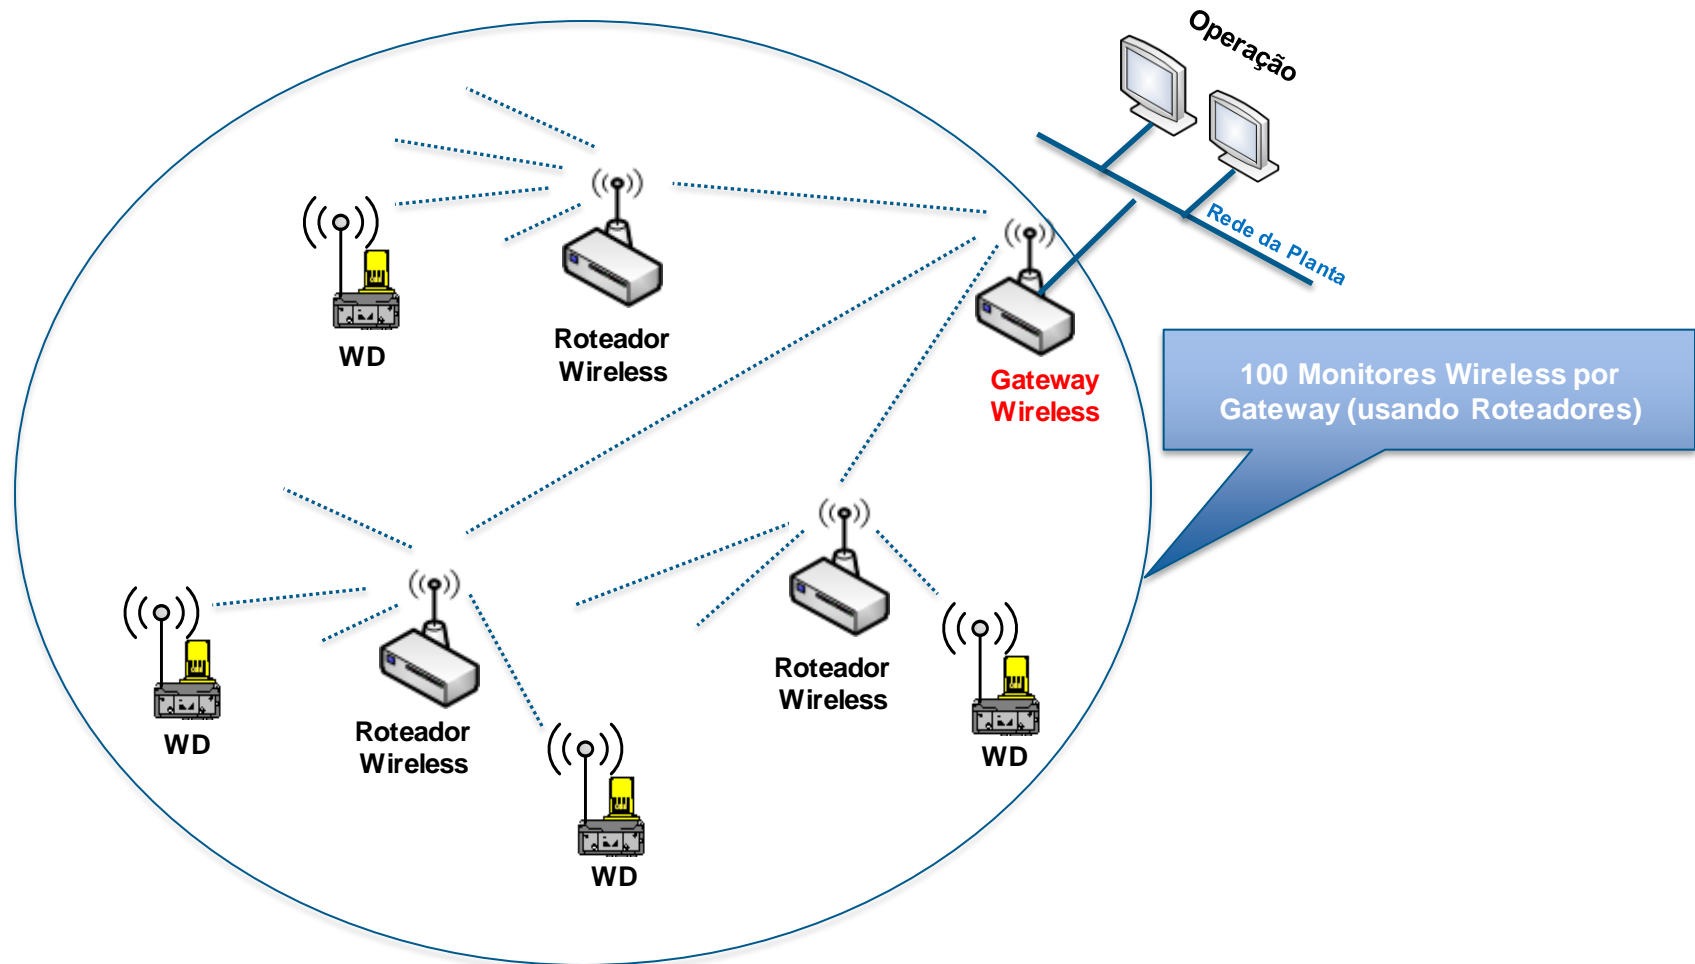 Operação
Rede da Planta
WD
Roteador
Wireless
Gateway
Wireless
100 Monitores Wireless por
Gateway (usando Roteadores)
WD
Roteador
Wireless
Roteador
Wireless
WD
WD